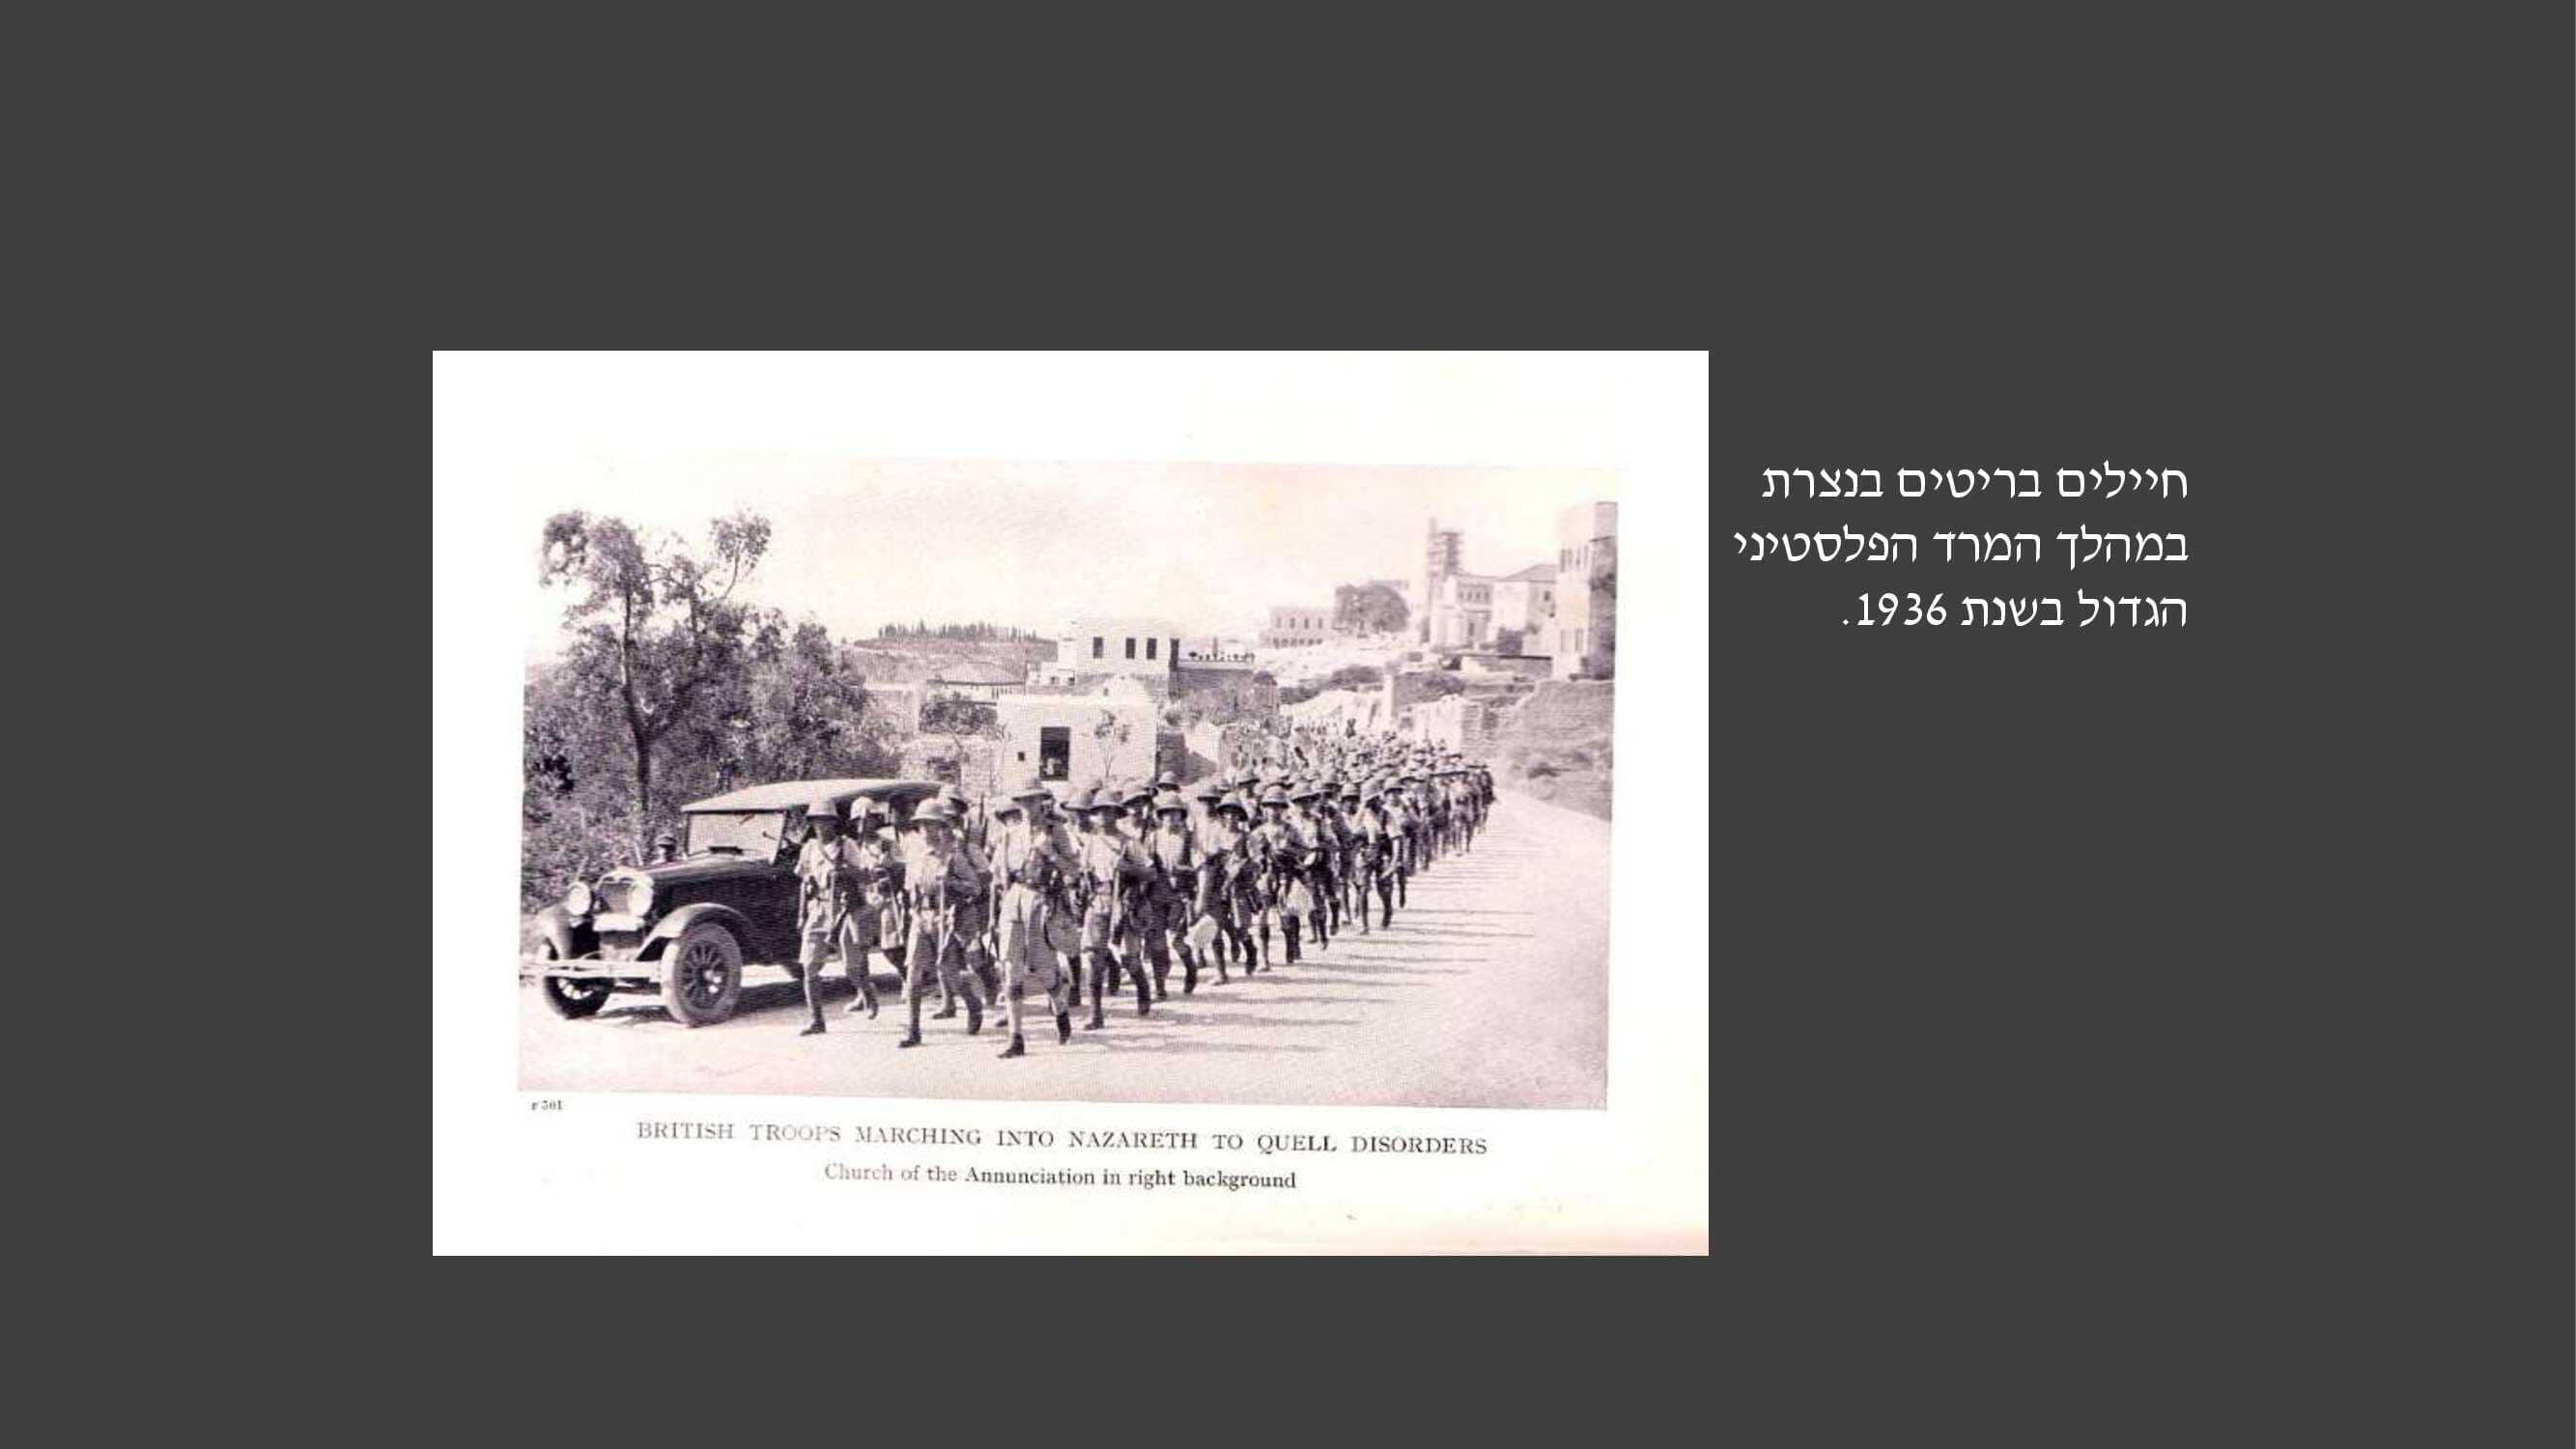 חיילים בריטים בנצרת
במהלך המרד הפלסטיני
הגדול בשנת 1936.
BRITISH TROOPS MARCHING INTO NAZARETH TO QUELL DISORDERS
Church of the Annunciation in right background